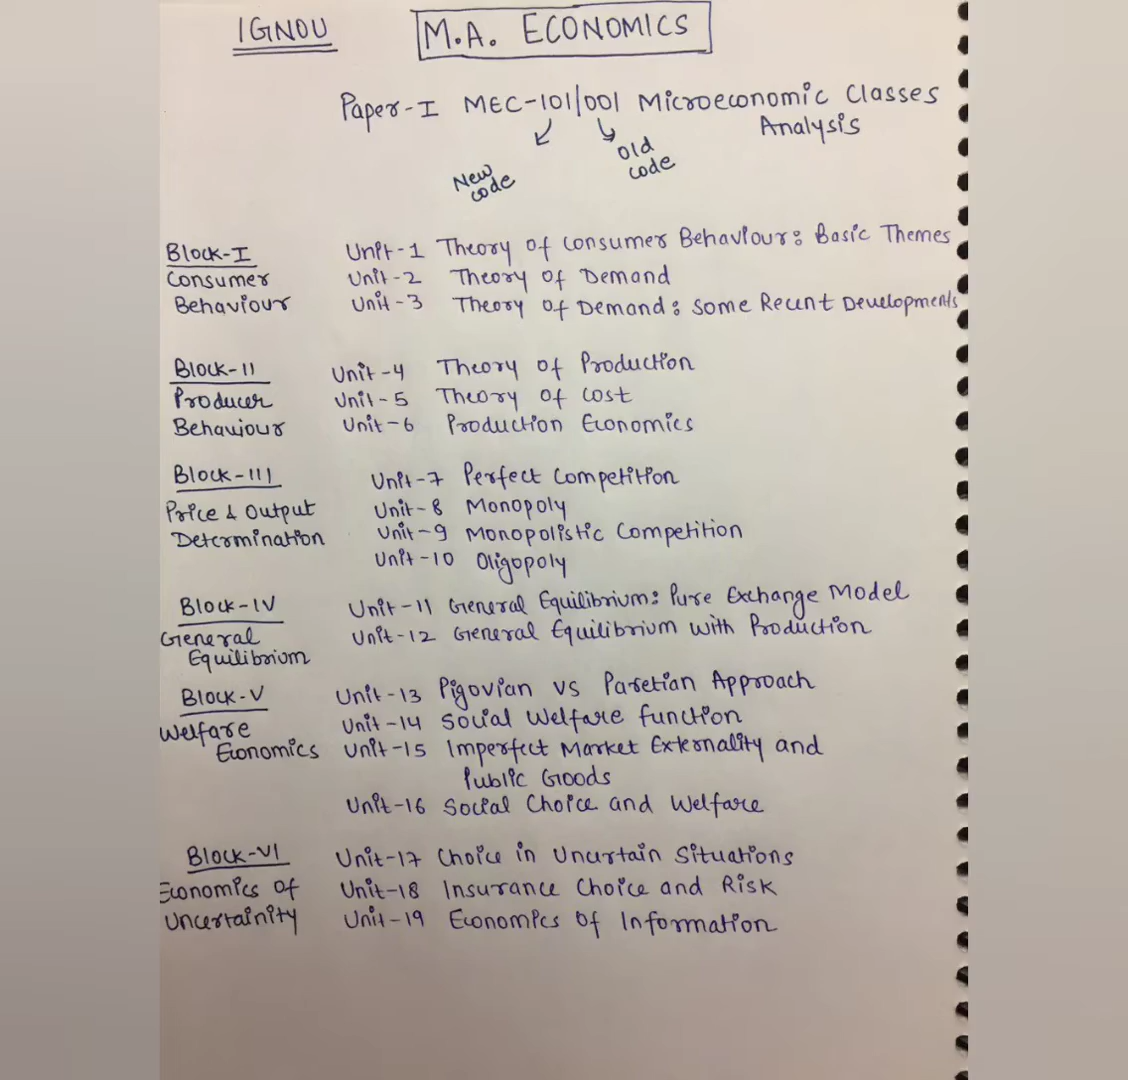 IGNOU M.A. ECONOMICS
Paper-I MEC-101/001 Microeconomic Classes
Analysis
New code
Old code
Block-I Unit-1 Theory of Consumer Behaviour: Basic Themes
Consumer Unit-2 Theory of Demand
Behaviour Unit-3 Theory of Demand: Some Recent Developments
Block-II Unit-4 Theory of Production
Producer Unit-5 Theory of Cost
Behaviour Unit-6 Production Economics
Block-III Unit-7 Perfect Competition
Price & Output Unit-8 Monopoly
Determination Unit-9 Monopolistic Competition
Unit-10 Oligopoly
Block-IV Unit-11 General Equilibrium: Pure Exchange Model
General Unit-12 General Equilibrium with Production
Equilibrium
Block-V Unit-13 Pigovian vs Paretian Approach
Welfare Unit-14 Social Welfare function
Economics Unit-15 Imperfect Market Externality and
Public Goods
Unit-16 Social Choice and Welfare
Block-VI Unit-17 Choice in Uncertain Situations
Economics of Unit-18 Insurance Choice and Risk
Uncertainity Unit-19 Economics of Information